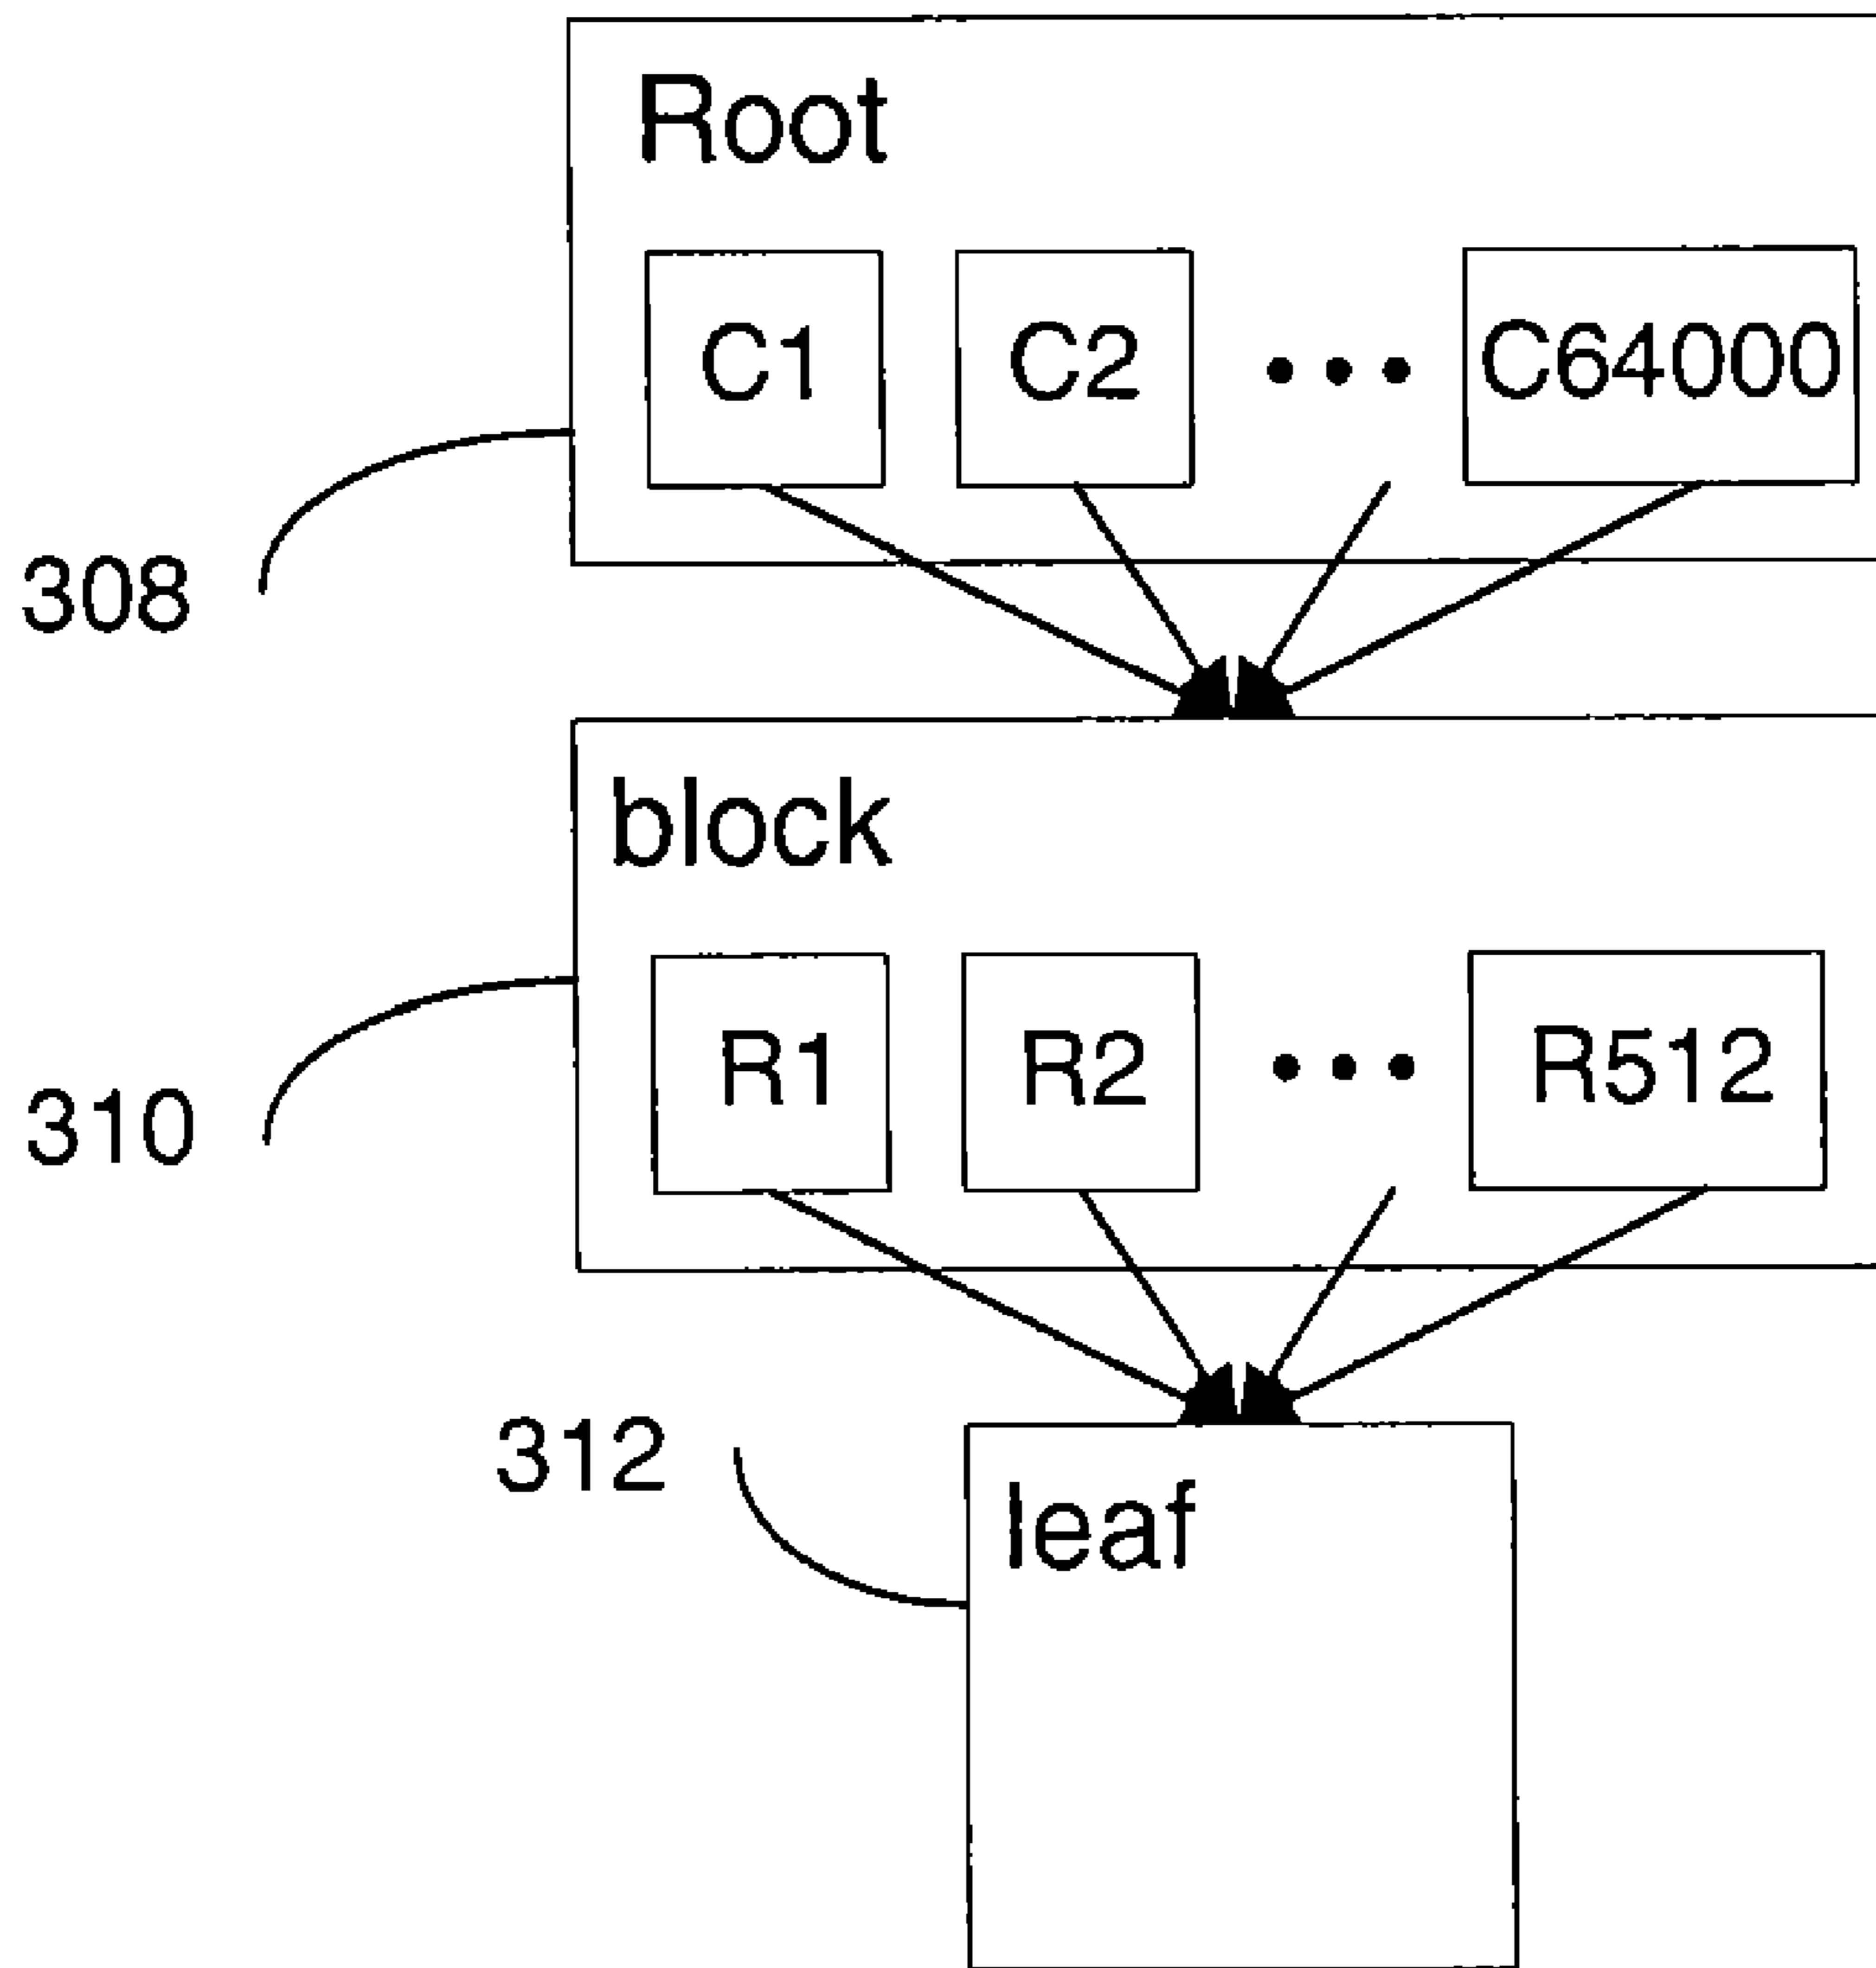 Root
C1 C2 ••• C64000
308
block
R1 R2 ••• R512
310
312
leaf